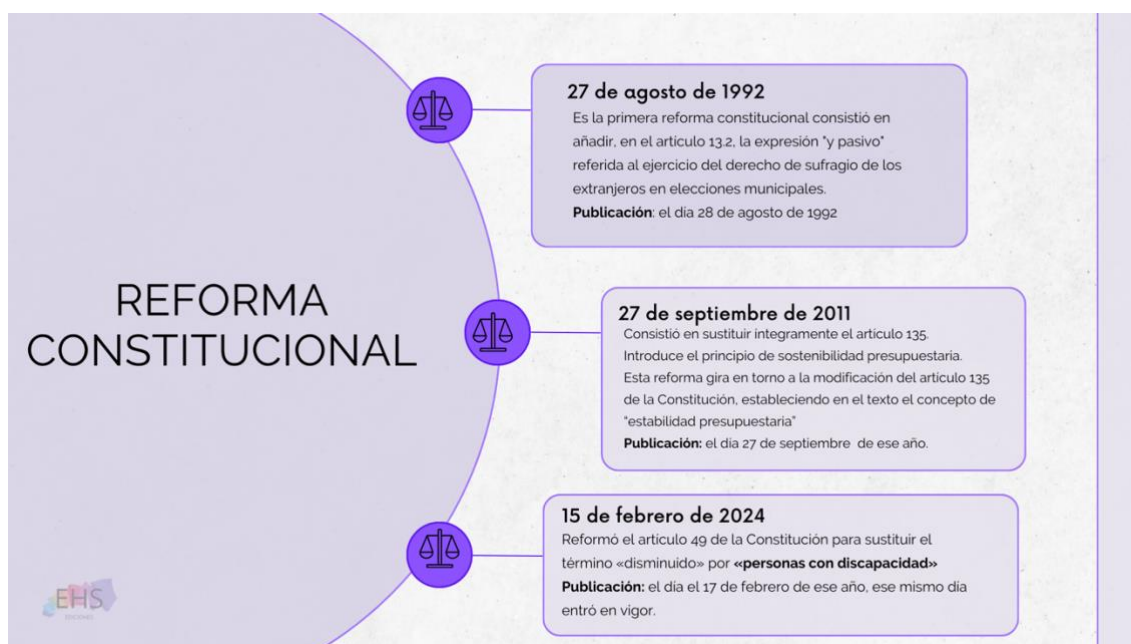 REFORMA
CONSTITUCIONAL
27 de agosto de 1992
Es la primera reforma constitucional consistió en
añadir, en el artículo 13.2, la expresión "y pasivo"
referida al ejercicio del derecho de sufragio de los
extranjeros en elecciones municipales.
Publicación: el día 28 de agosto de 1992
27 de septiembre de 2011
Consistió en sustituir íntegramente el artículo 135.
Introduce el principio de sostenibilidad presupuestaria.
Esta reforma gira en torno a la modificación del artículo 135
de la Constitución, estableciendo en el texto el concepto de
"estabilidad presupuestaria"
Publicación: el día 27 de septiembre de ese año.
15 de febrero de 2024
Reformó el artículo 49 de la Constitución para sustituir el
término «disminuido» por «personas con discapacidad»
Publicación: el día el 17 de febrero de ese año, ese mismo día
entró en vigor.
EHS
EDICIONES